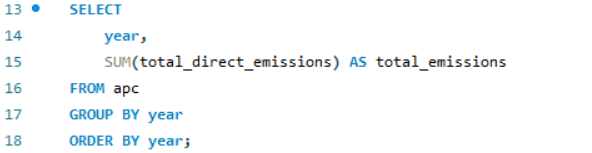 13 SELECT
14 year,
15 SUM(total_direct_emissions) AS total_emissions
16 FROM apc
17 GROUP BY year
18 ORDER BY year;